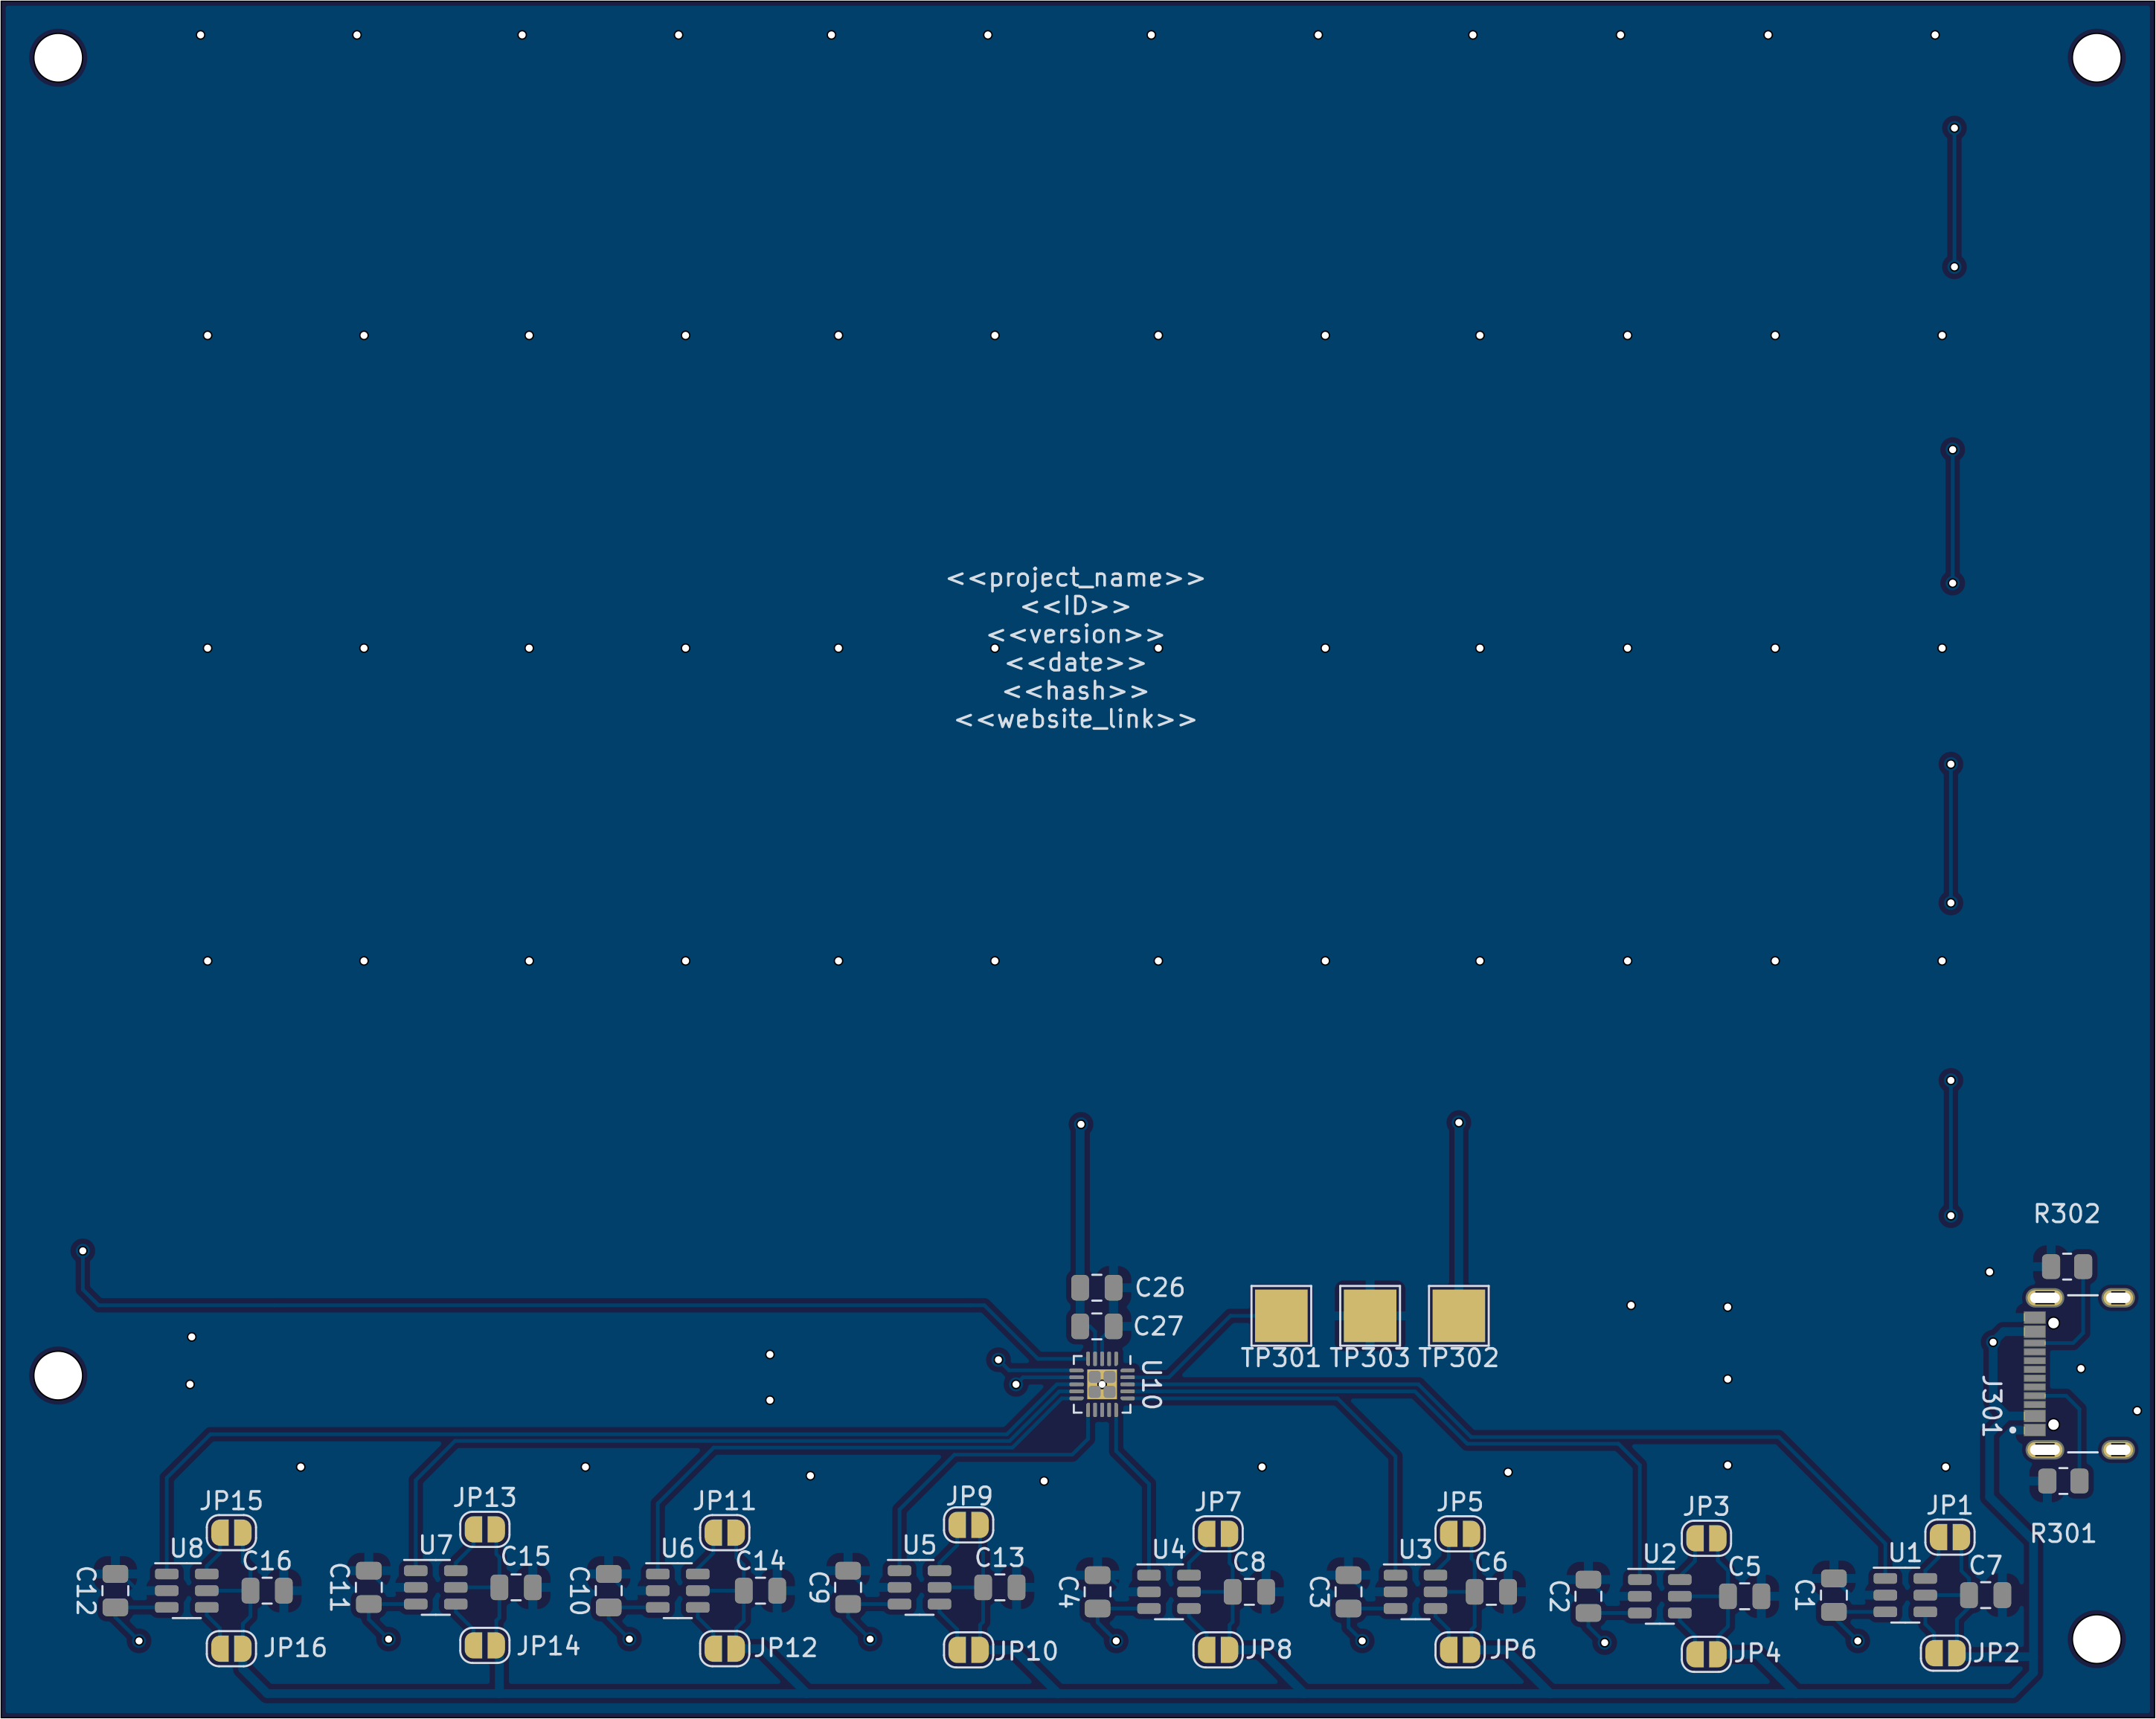 <<project_name>>
<<ID>>
<<version>>
<<date>>
<<hash>>
<<website_link>>
R302
C26
C27
TP301 TP303 TP302
U10
J301
JP15 JP13 JP11 JP9 JP7 JP5 JP3 JP1
R301
U8 U7 U6 U5 U4 U3 U2 U1
C16 C15 C14 C13 C8 C6 C5 C7
C12 C11 C10 C9 C4 C3 C2 C1
JP16 JP14 JP12 JP10 JP8 JP6 JP4 JP2